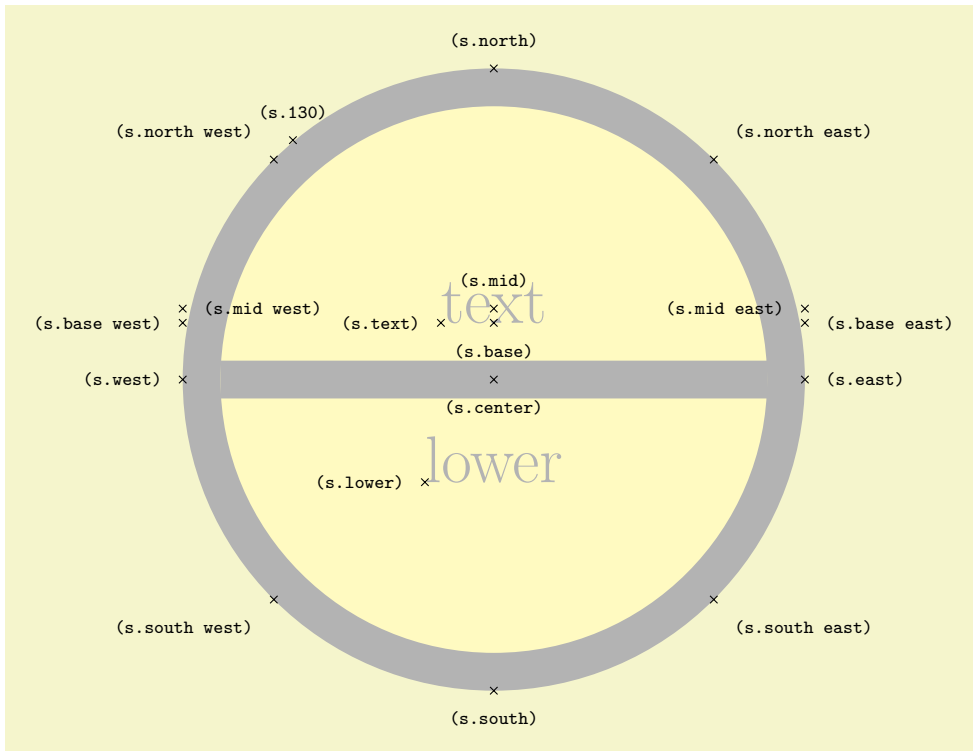 (s.north)
(s.130)
(s.north west)
(s.north east)
(s.mid)
text
(s.mid west)
(s.mid east)
(s.base west)
(s.text)
(s.base east)
(s.base)
(s.west)
(s.east)
(s.center)
lower
(s.lower)
(s.south west)
(s.south east)
(s.south)